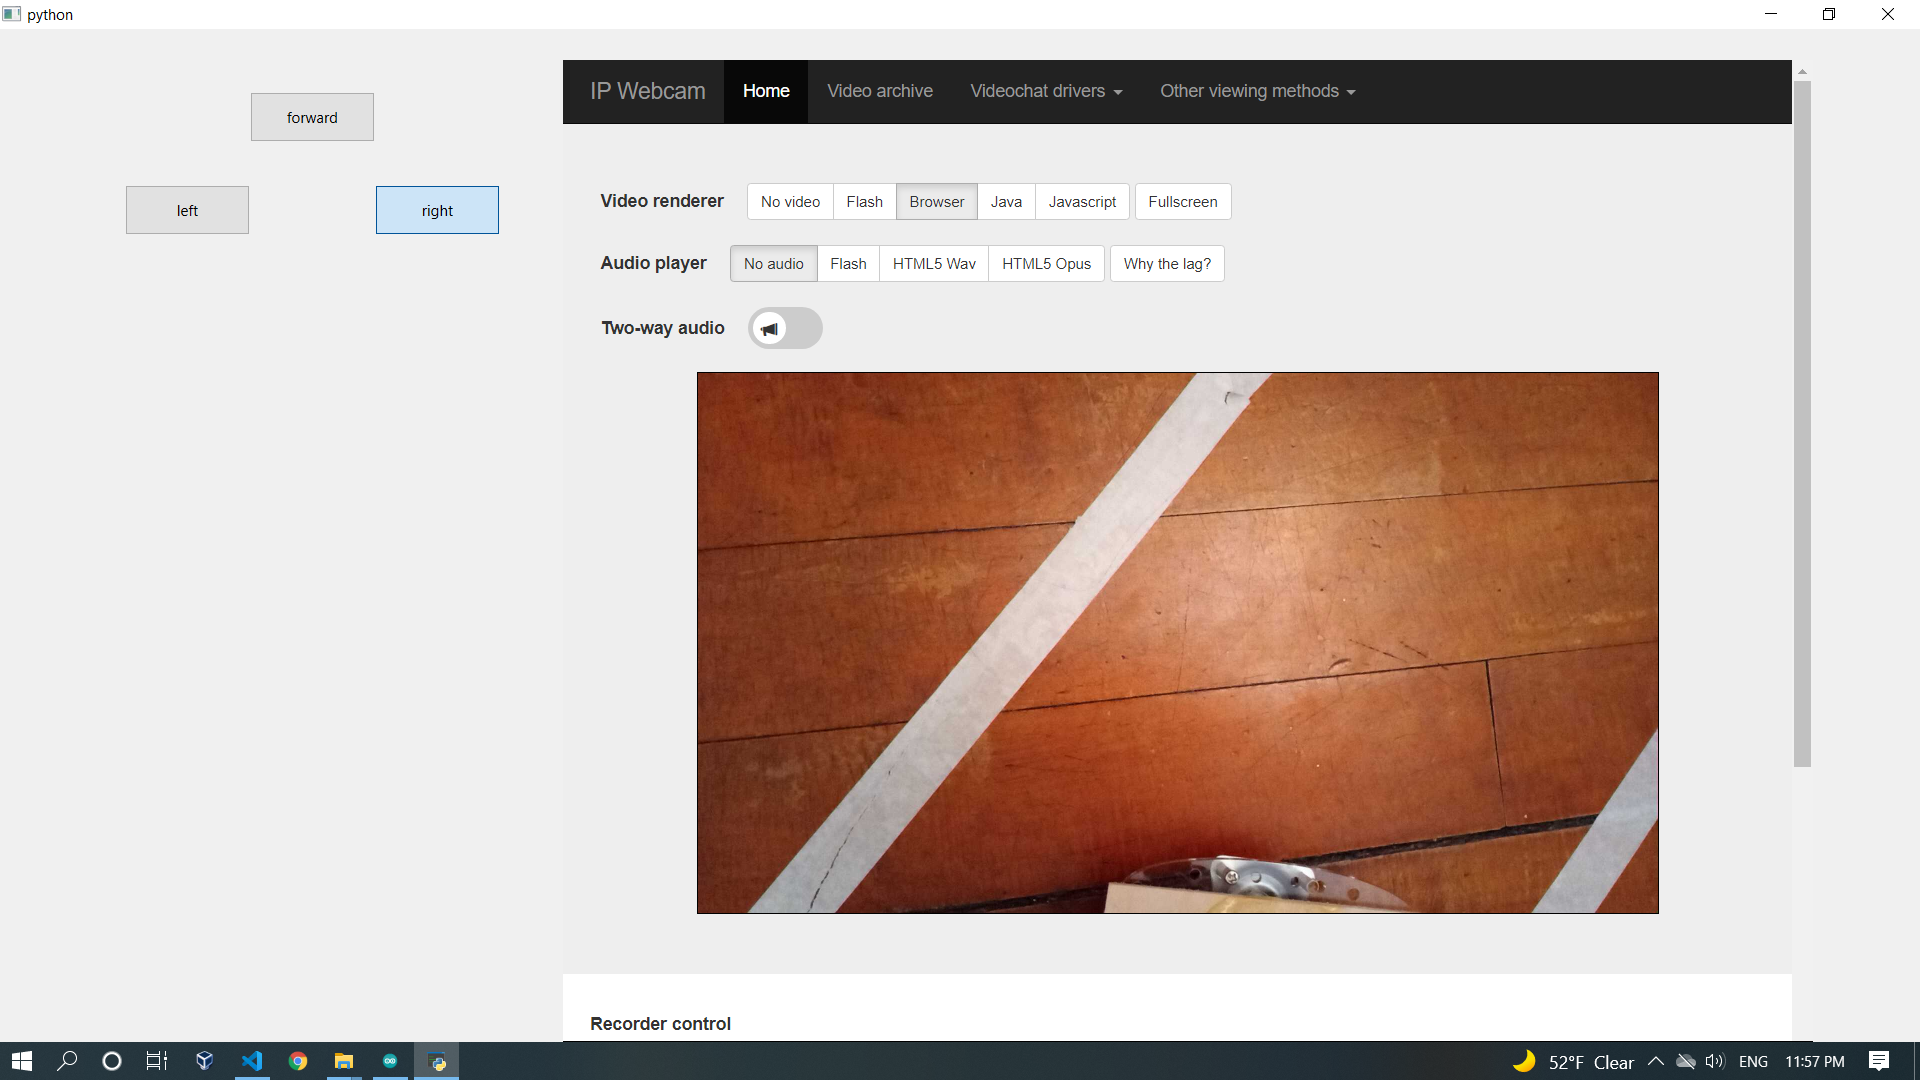 python
forward
left
right
IP Webcam Home Video archive Videochat drivers Other viewing methods
Video renderer No video Flash Browser Java Javascript Fullscreen
Audio player No audio Flash HTML5 Wav HTML5 Opus Why the lag?
Two-way audio
Recorder control
52°F Clear ENG 11:57 PM